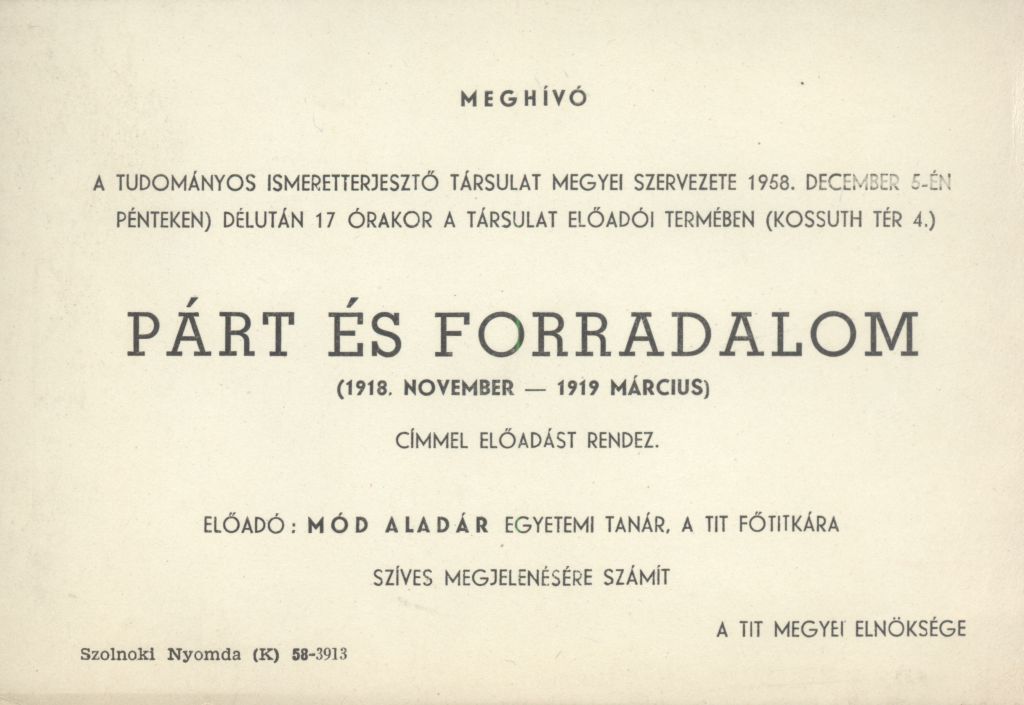 MEGHÍVÓ
A TUDOMÁNYOS ISMERETTERJESZTŐ TÁRSULAT MEGYEI SZERVEZETE 1958. DECEMBER 5-ÉN
PÉNTEKEN) DÉLUTÁN 17 ÓRAKOR A TÁRSULAT ELŐADÓI TERMÉBEN (KOSSUTH TÉR 4.)
PÁRT ÉS FORRADALOM
(1918. NOVEMBER — 1919 MÁRCIUS)
CÍMMEL ELŐADÁST RENDEZ.
ELŐADÓ: MÓD ALADÁR EGYETEMI TANÁR, A TIT FŐTITKÁRA
SZÍVES MEGJELENÉSÉRE SZÁMÍT
A TIT MEGYEI ELNÖKSÉGE
Szolnoki Nyomda (K) 58-3913